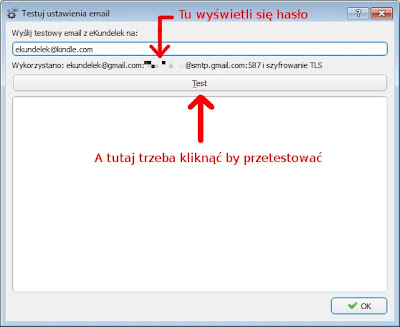 Testuj ustawienia email
Tu wyświetli się hasło
Wyślij testowy email z eKundelek na:
ekundelek@kindle.com
Wykorzystano: ekundelek@gmail.com: @smtp.gmail.com:587 i szyfrowanie TLS
Test
A tutaj trzeba kliknąć by przetestować
OK